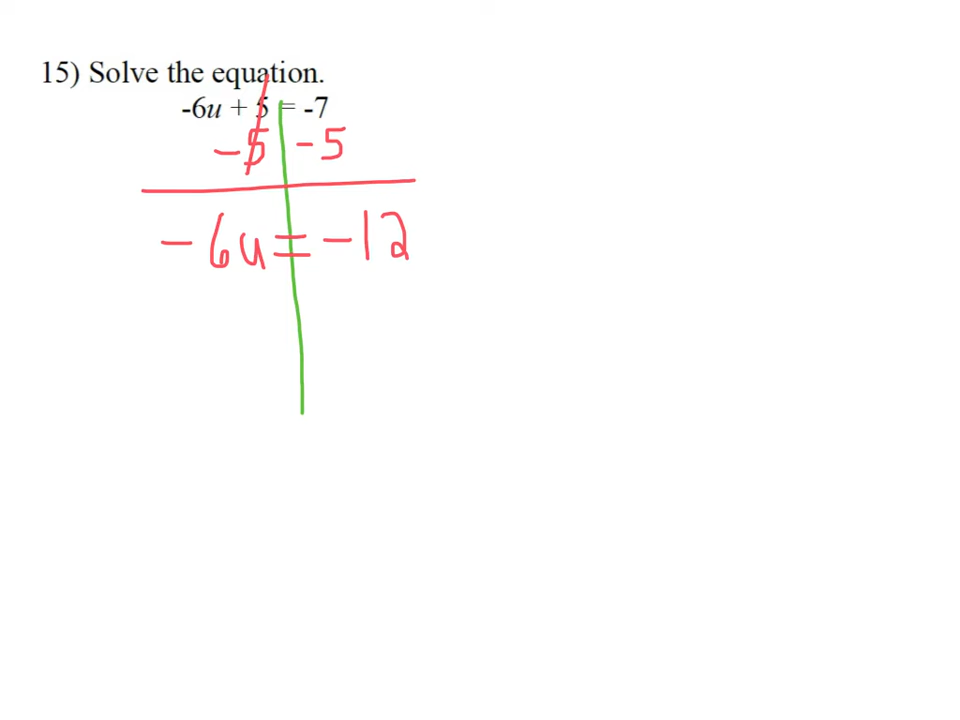 15) Solve the equation.
-6u + 5 = -7
-5 -5
-6u = -12